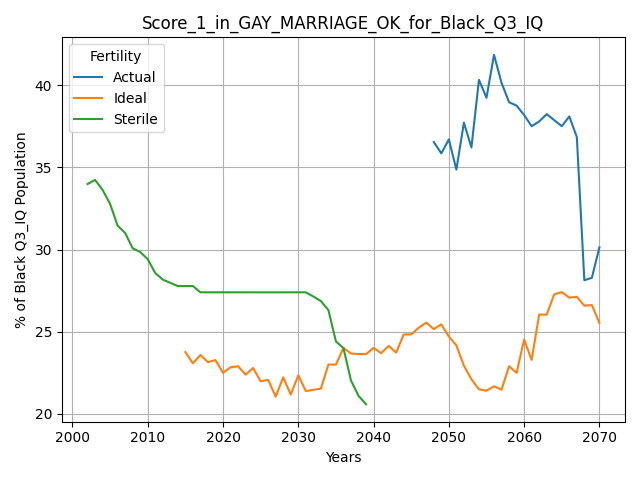 Score_1_in_GAY_MARRIAGE_OK_for_Black_Q3_IQ
Fertility
Actual
Ideal
Sterile
% of Black Q3_IQ Population
40
35
30
25
20
2000 2010 2020 2030 2040 2050 2060 2070
Years